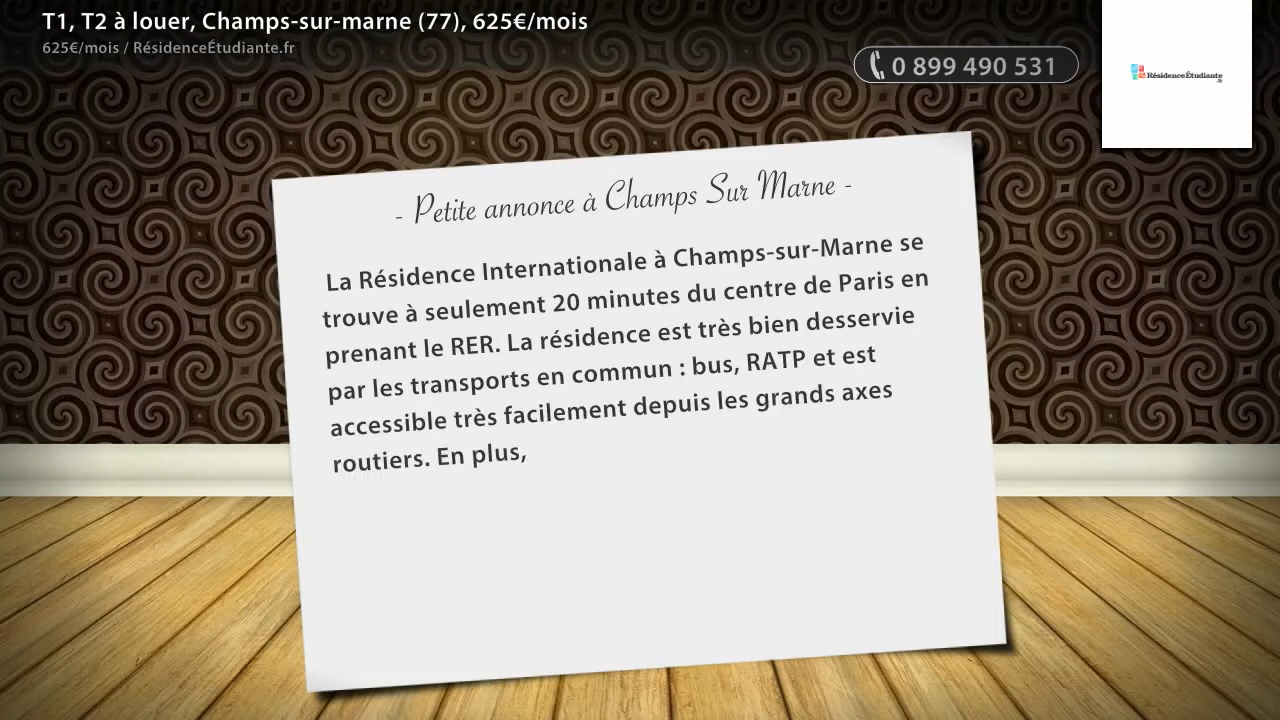 T1, T2 à louer, Champs-sur-marne (77), 625€/mois
625€/mois / RésidenceÉtudiante.fr
0 899 490 531
RésidenceÉtudiante
.fr
- Petite annonce à Champs Sur Marne -
La Résidence Internationale à Champs-sur-Marne se
trouve à seulement 20 minutes du centre de Paris en
prenant le RER. La résidence est très bien desservie
par les transports en commun : bus, RATP et est
accessible très facilement depuis les grands axes
routiers. En plus,